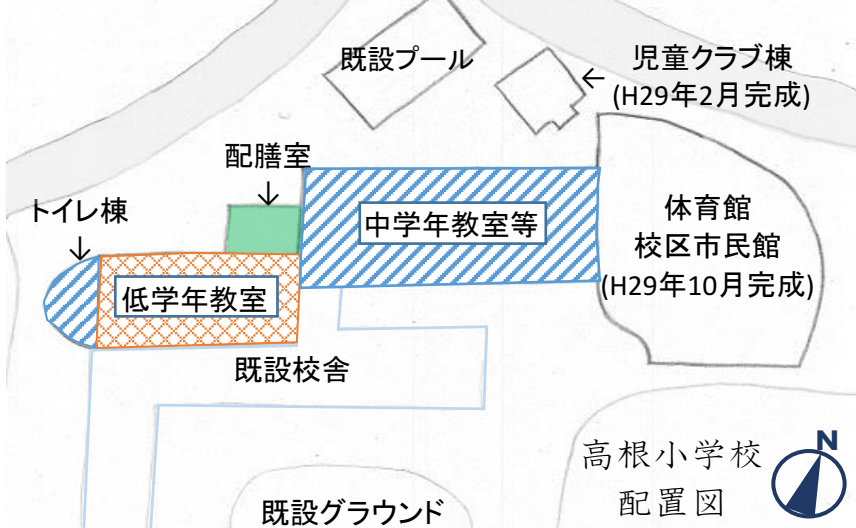 既設プール
児童クラブ棟
(H29年2月完成)
←
配膳室
↓
トイレ棟
↓
中学年教室等
体育館
校区市民館
(H29年10月完成)
低学年教室
既設校舎
高根小学校
配置図
N
既設グラウンド